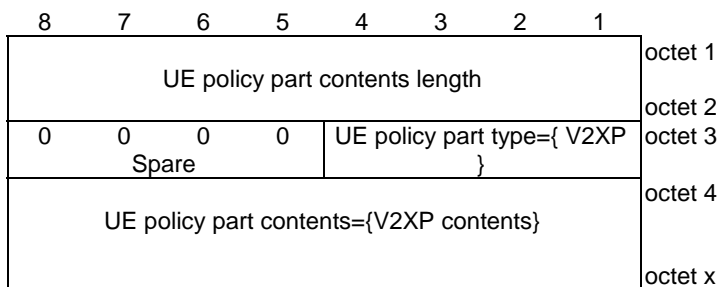 8 7 6 5 4 3 2 1
octet 1
UE policy part contents length
octet 2
0 0 0 0 UE policy part type={ V2XP octet 3
Spare }
octet 4
UE policy part contents={V2XP contents}
octet x